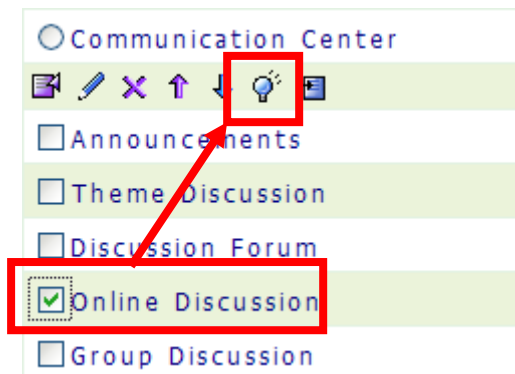 Communication Center
Announcements
Theme Discussion
Discussion Forum
Online Discussion
Group Discussion